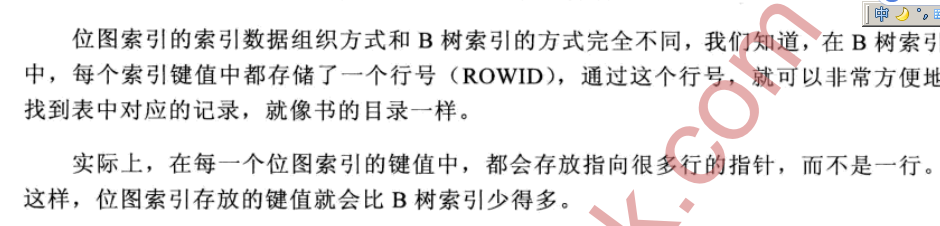 中
位图索引的索引数据组织方式和 B 树索引的方式完全不同，我们知道，在 B 树索引
中，每个索引键值中都存储了一个行号（ROWID），通过这个行号，就可以非常方便地
找到表中对应的记录，就像书的目录一样。
实际上，在每一个位图索引的键值中，都会存放指向很多行的指针，而不是一行。
这样，位图索引存放的键值就会比 B 树索引少得多。
k.com